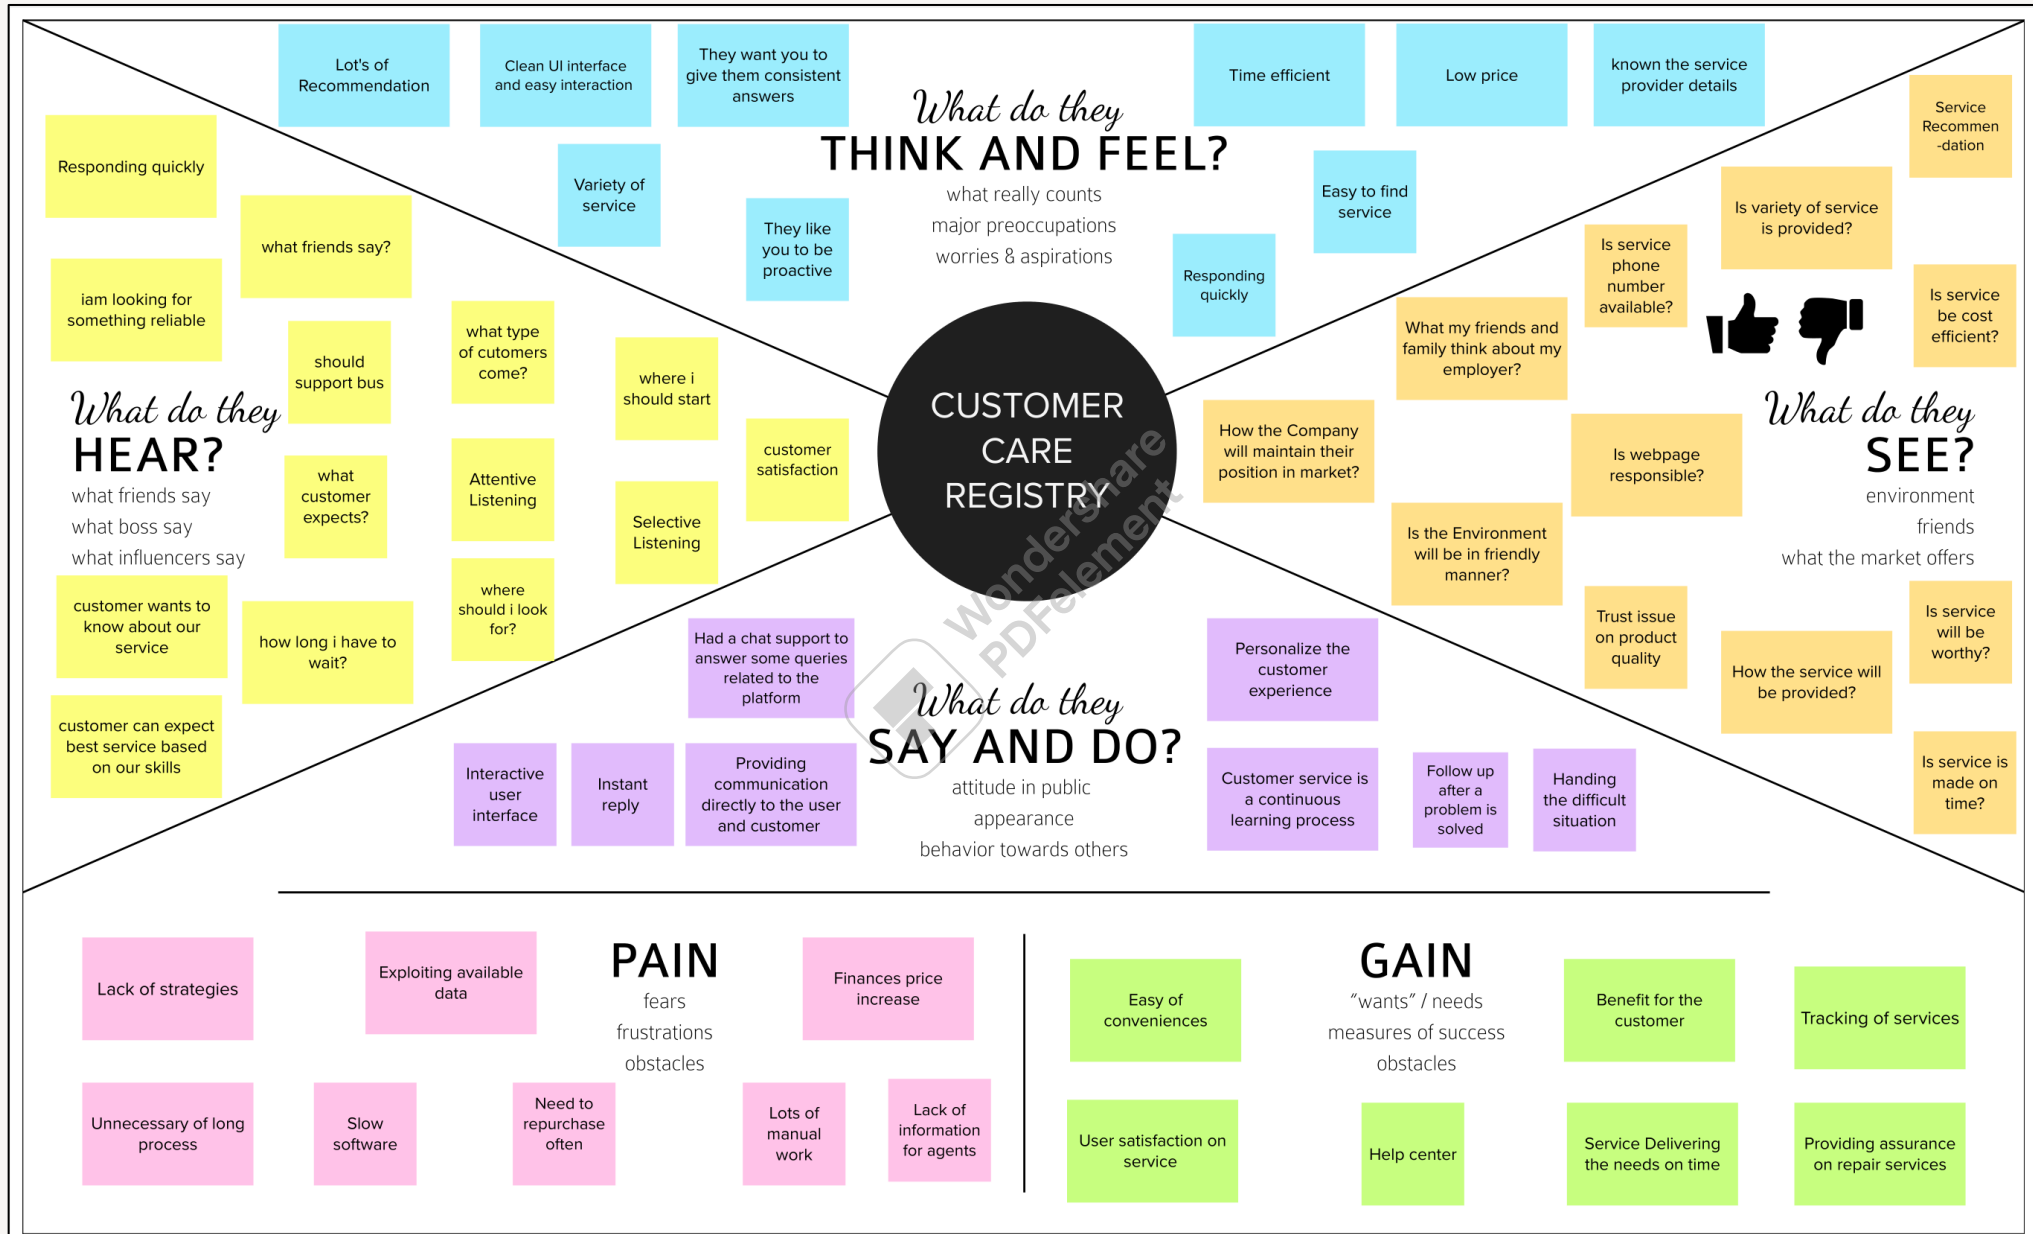 Lot's of
Recommendation
Clean UI interface
and easy interaction
They want you to
give them consistent
answers
Variety of
service
They like
you to be
proactive
What do they
THINK AND FEEL?
what really counts
major preoccupations
worries & aspirations
Time efficient
Low price
known the service
provider details
Easy to find
service
Responding
quickly
Responding quickly
what friends say?
iam looking for
something reliable
should
support bus
what type
of cutomers
come?
where i
should start
customer
satisfaction
What do they
HEAR?
what friends say
what boss say
what influencers say
what
customer
expects?
Attentive
Listening
Selective
Listening
where
should i look
for?
customer wants to
know about our
service
how long i have to
wait?
customer can expect
best service based
on our skills
CUSTOMER
CARE
REGISTRY
Wondershare
PDFelement
Service
Recommen
-dation
Is variety of service
is provided?
Is service
phone
number
available?
Is service
be cost
efficient?
What my friends and
family think about my
employer?
How the Company
will maintain their
position in market?
Is webpage
responsible?
What do they
SEE?
environment
friends
what the market offers
Is the Environment
will be in friendly
manner?
Trust issue
on product
quality
Is service
will be
worthy?
How the service will
be provided?
Is service is
made on
time?
Had a chat support to
answer some queries
related to the
platform
Interactive
user
interface
Instant
reply
Providing
communication
directly to the user
and customer
What do they
SAY AND DO?
attitude in public
appearance
behavior towards others
Personalize the
customer
experience
Customer service is
a continuous
learning process
Follow up
after a
problem is
solved
Handing
the difficult
situation
PAIN
fears
frustrations
obstacles
Lack of strategies
Exploiting available
data
Finances price
increase
Unnecessary of long
process
Slow
software
Need to
repurchase
often
Lots of
manual
work
Lack of
information
for agents
GAIN
“wants” / needs
measures of success
obstacles
Easy of
conveniences
Benefit for the
customer
Tracking of services
User satisfaction on
service
Help center
Service Delivering
the needs on time
Providing assurance
on repair services